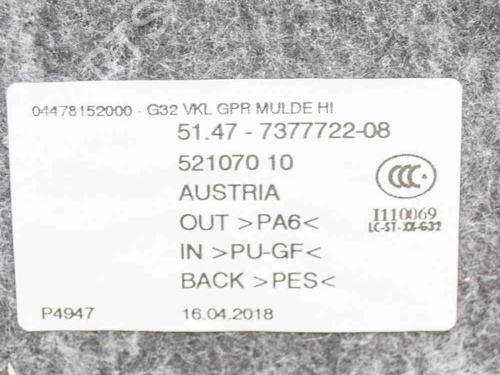 04478152000 - G32 VKL GPR MULDE HI
51.47 - 7377722-08
521070 10
AUSTRIA
OUT >PA6<
IN >PU-GF<
BACK >PES<
CCC
I110069
LC-ST-XX-G32
P4947
16.04.2018